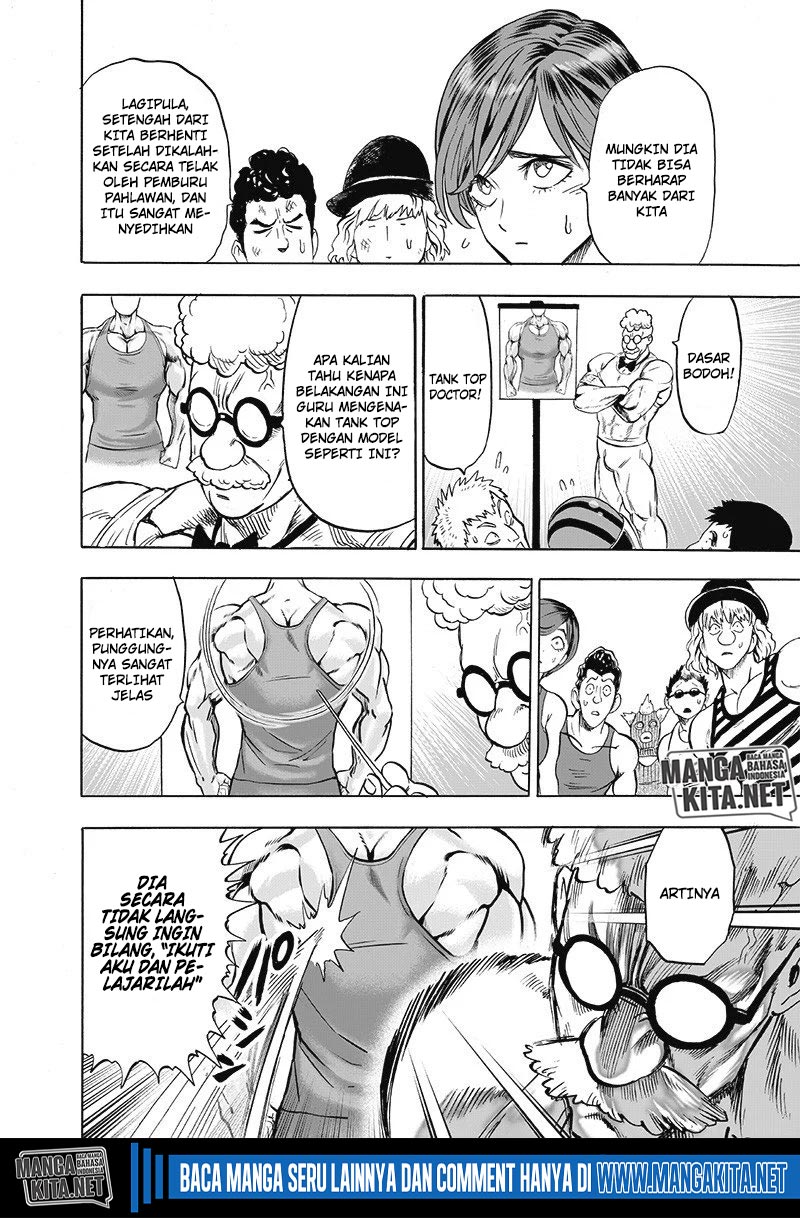 MUNGKIN DIA
TIDAK BISA
BERHARAP
BANYAK DARI
KITA
LAGIPULA,
SETENGAH DARI
KITA BERHENTI
SETELAH DIKALAH-
KAN SECARA TELAK
OLEH PEMBURU
PAHLAWAN, DAN
ITU SANGAT ME-
NYEDIHKAN
DASAR
BODOH!
TANK TOP
DOCTOR!
APA KALIAN
TAHU KENAPA
BELAKANGAN INI
GURU MENGENA-
KAN TANK TOP
DENGAN MODEL
SEPERTI INI?
MANGA
BACA MANGA
BAHASA
INDONESIA
KITA.NET
PERHATIKAN,
PUNGGUNG-
NYA SANGAT
TERLIHAT
JELAS
ARTINYA
DIA
SECARA
TIDAK LANG-
SUNG INGIN
BILANG, "IKUTI
AKU DAN PE-
LAJARILAH"
MANGA
BACA MANGA
BAHASA
INDONESIA
KITA.NET
BACA MANGA SERU LAINNYA DAN COMMENT HANYA DI WWW.MANGAKITA.NET